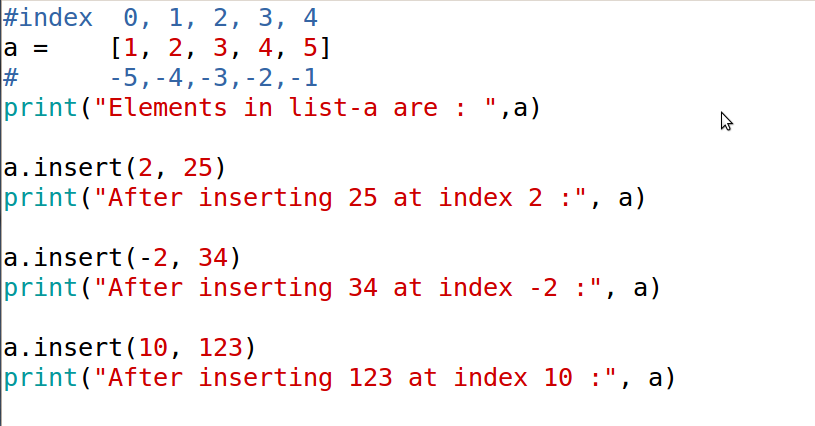 #index  0, 1, 2, 3, 4
a =    [1, 2, 3, 4, 5]
#      -5,-4,-3,-2,-1
print("Elements in list-a are : ",a)
a.insert(2, 25)
print("After inserting 25 at index 2 :", a)
a.insert(-2, 34)
print("After inserting 34 at index -2 :", a)
a.insert(10, 123)
print("After inserting 123 at index 10 :", a)